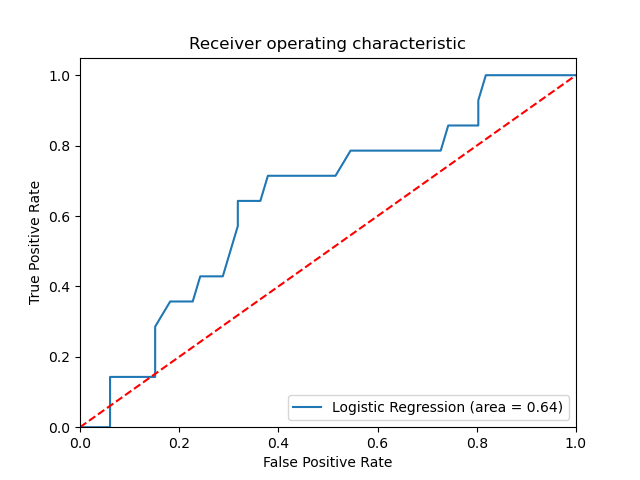 Receiver operating characteristic
True Positive Rate
1.0
0.8
0.6
0.4
0.2
0.0
Logistic Regression (area = 0.64)
0.0 0.2 0.4 0.6 0.8 1.0
False Positive Rate